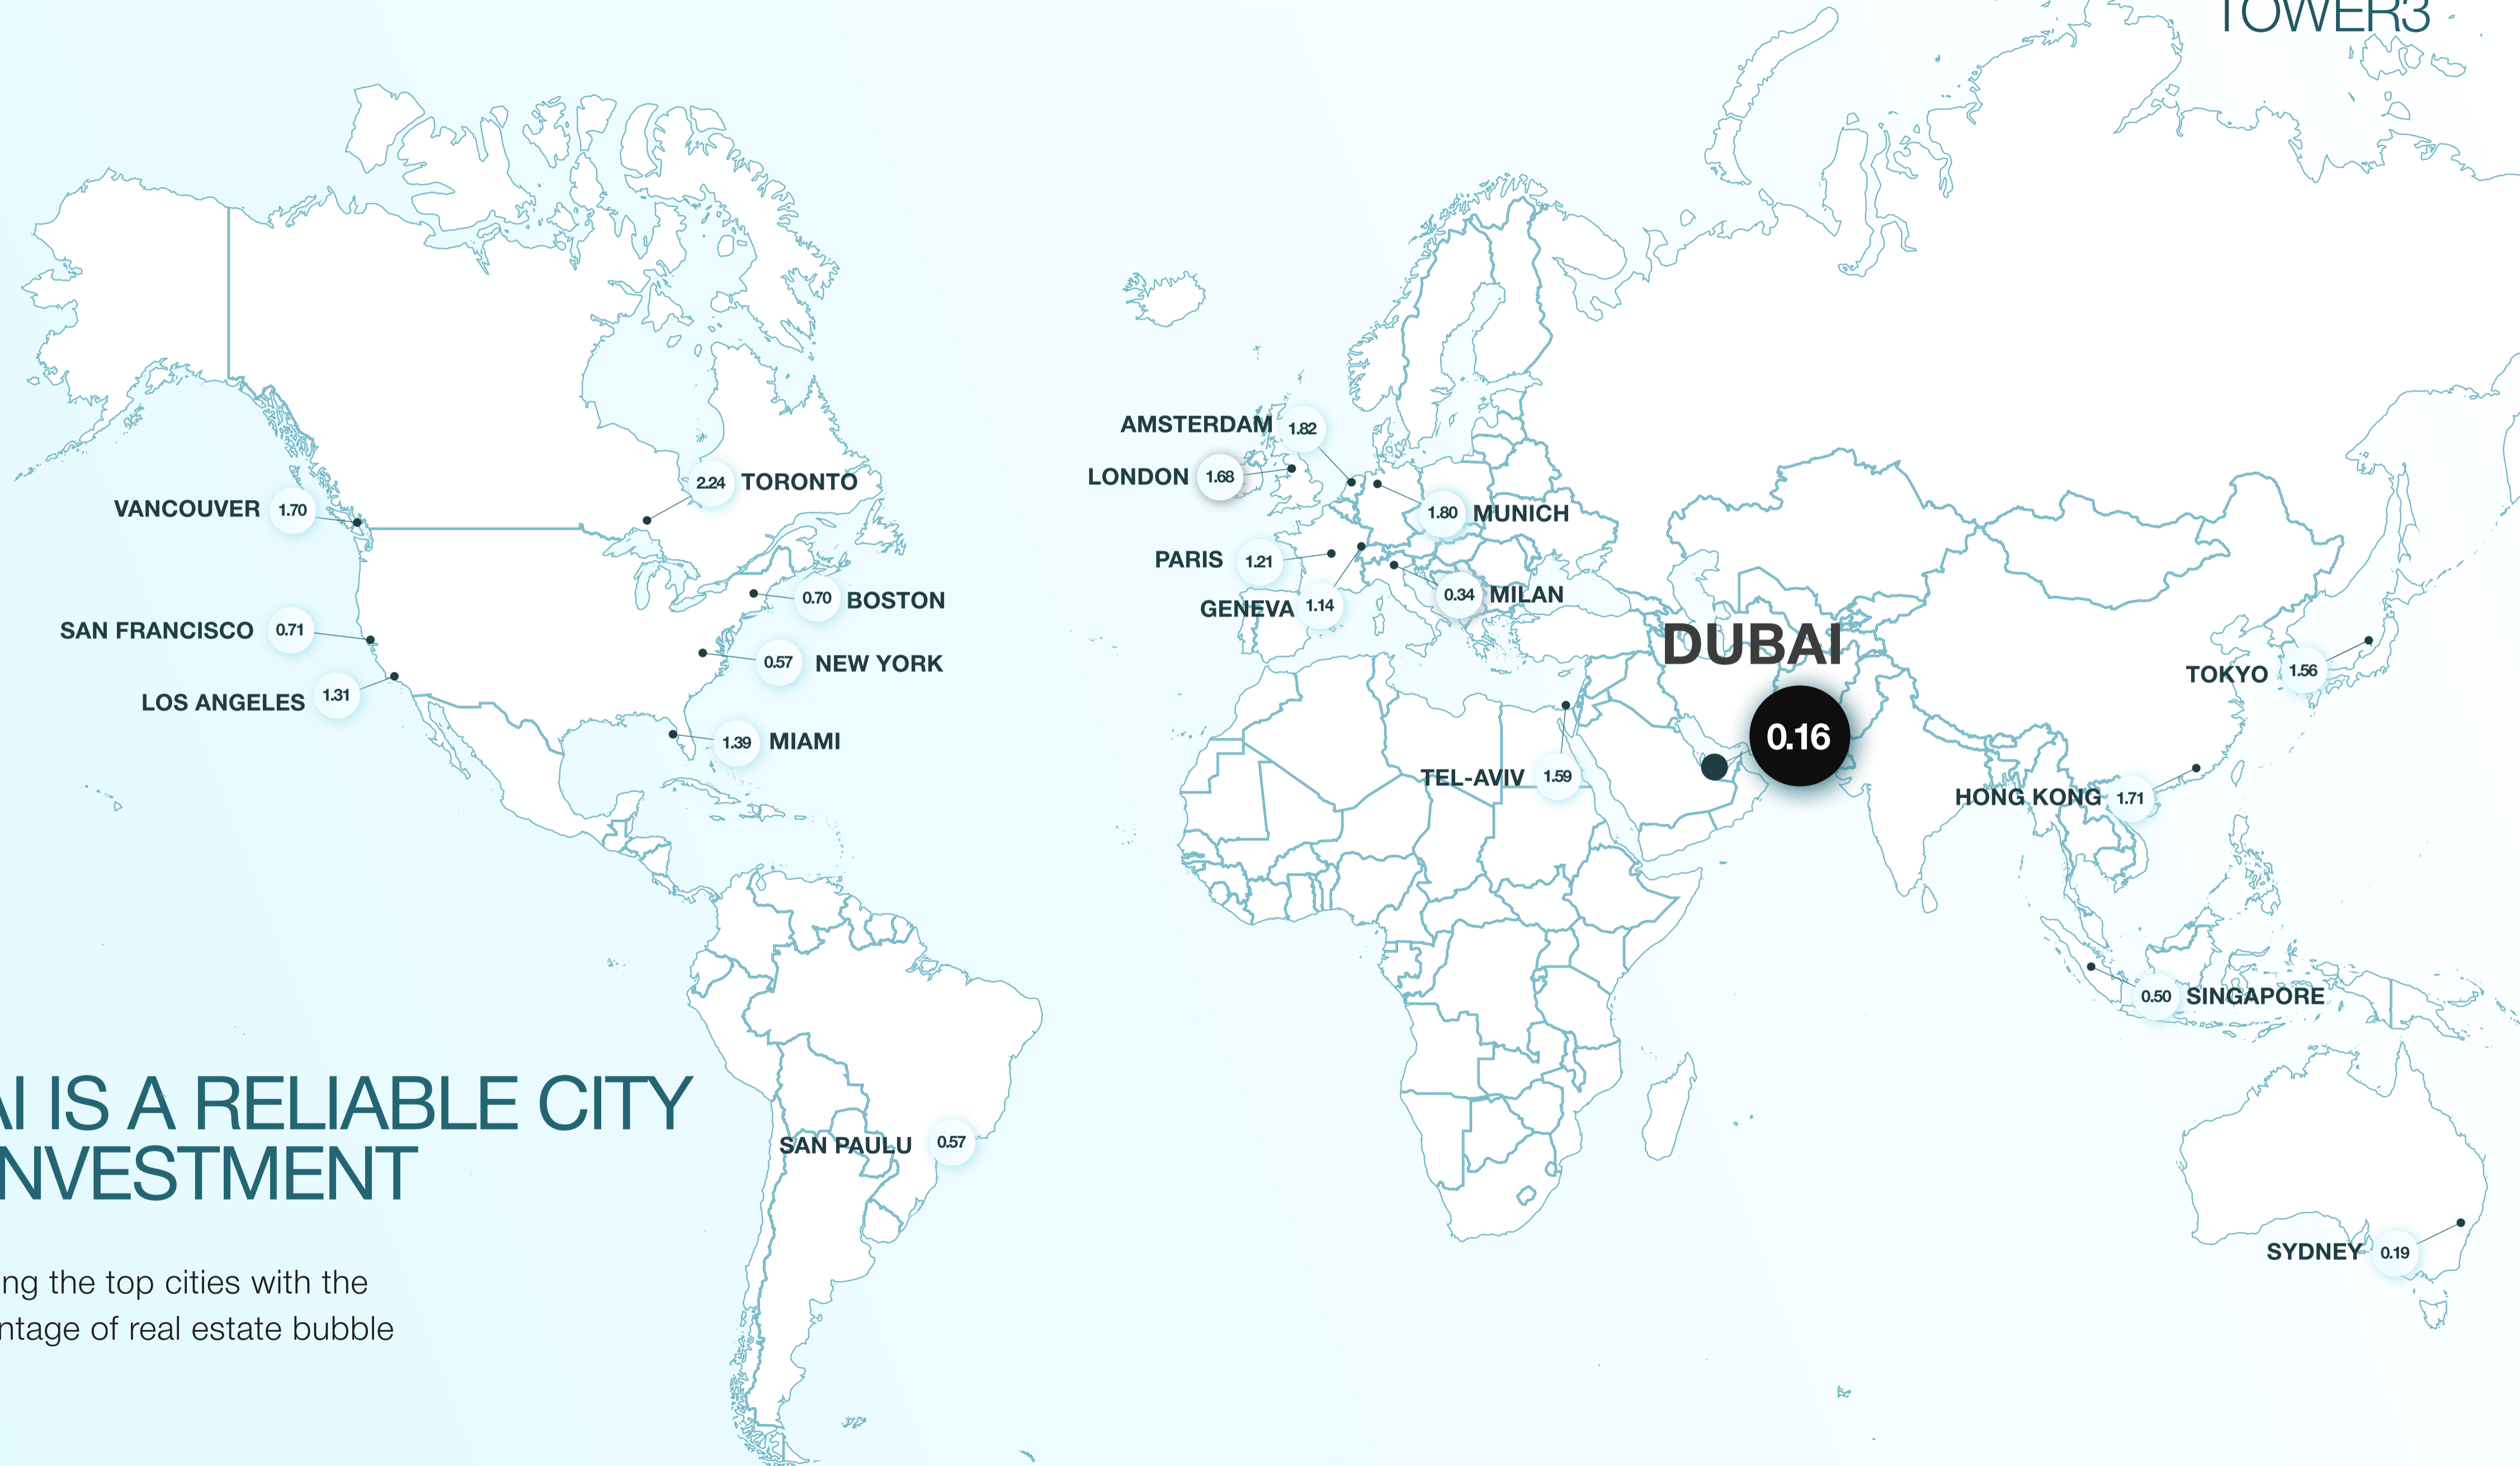 TOWER3
AMSTERDAM 1.82
LONDON 1.68
2.24 TORONTO
VANCOUVER 1.70
1.80 MUNICH
PARIS 1.21
0.70 BOSTON
GENEVA 1.14
0.34 MILAN
SAN FRANCISCO 0.71
0.57 NEW YORK
DUBAI
0.16
TOKYO 1.56
LOS ANGELES 1.31
1.39 MIAMI
TEL-AVIV 1.59
HONG KONG 1.71
0.50 SINGAPORE
AI IS A RELIABLE CITY
NVESTMENT
SAN PAULU 0.57
SYDNEY 0.19
ng the top cities with the
ntage of real estate bubble